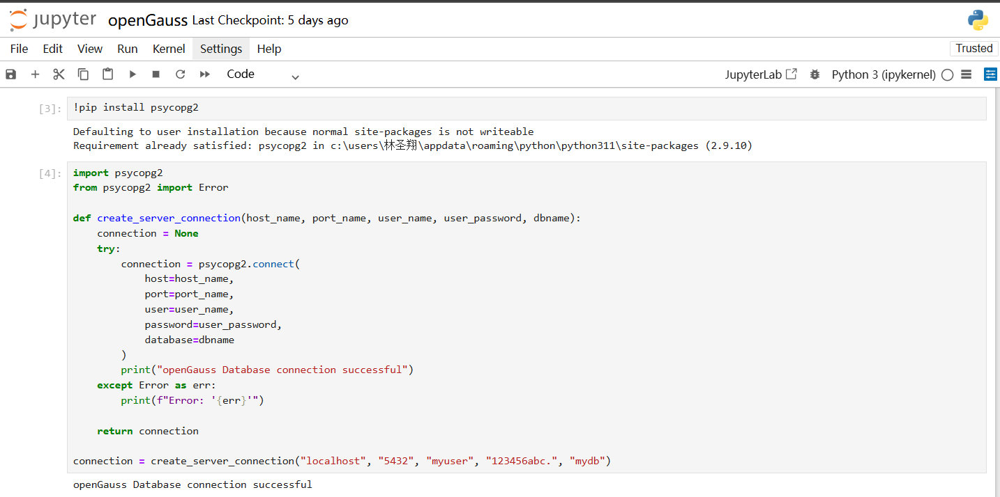 jupyter openGauss Last Checkpoint: 5 days ago
File Edit View Run Kernel Settings Help Trusted
Code JupyterLab Python 3 (ipykernel)
[3]: !pip install psycopg2
Defaulting to user installation because normal site-packages is not writeable
Requirement already satisfied: psycopg2 in c:\users\林圣翔\appdata\roaming\python\python311\site-packages (2.9.10)
[4]: import psycopg2
from psycopg2 import Error
def create_server_connection(host_name, port_name, user_name, user_password, dbname):
    connection = None
    try:
        connection = psycopg2.connect(
            host=host_name,
            port=port_name,
            user=user_name,
            password=user_password,
            database=dbname
        )
        print("openGauss Database connection successful")
    except Error as err:
        print(f"Error: '{err}'")
    return connection
connection = create_server_connection("localhost", "5432", "myuser", "123456abc.", "mydb")
openGauss Database connection successful